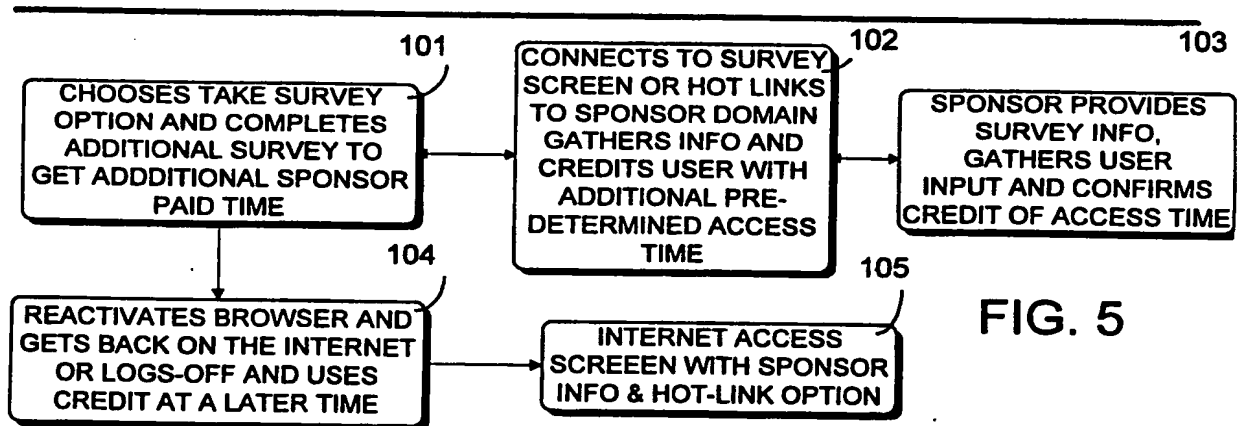 101
CHOOSES TAKE SURVEY
OPTION AND COMPLETES
ADDITIONAL SURVEY TO
GET ADDDITIONAL SPONSOR
PAID TIME
102
CONNECTS TO SURVEY
SCREEN OR HOT LINKS
TO SPONSOR DOMAIN
GATHERS INFO AND
CREDITS USER WITH
ADDITIONAL PRE-
DETERMINED ACCESS
TIME
103
SPONSOR PROVIDES
SURVEY INFO,
GATHERS USER
INPUT AND CONFIRMS
CREDIT OF ACCESS TIME
104
REACTIVATES BROWSER AND
GETS BACK ON THE INTERNET
OR LOGS-OFF AND USES
CREDIT AT A LATER TIME
105
INTERNET ACCESS
SCREEEN WITH SPONSOR
INFO & HOT-LINK OPTION
FIG. 5